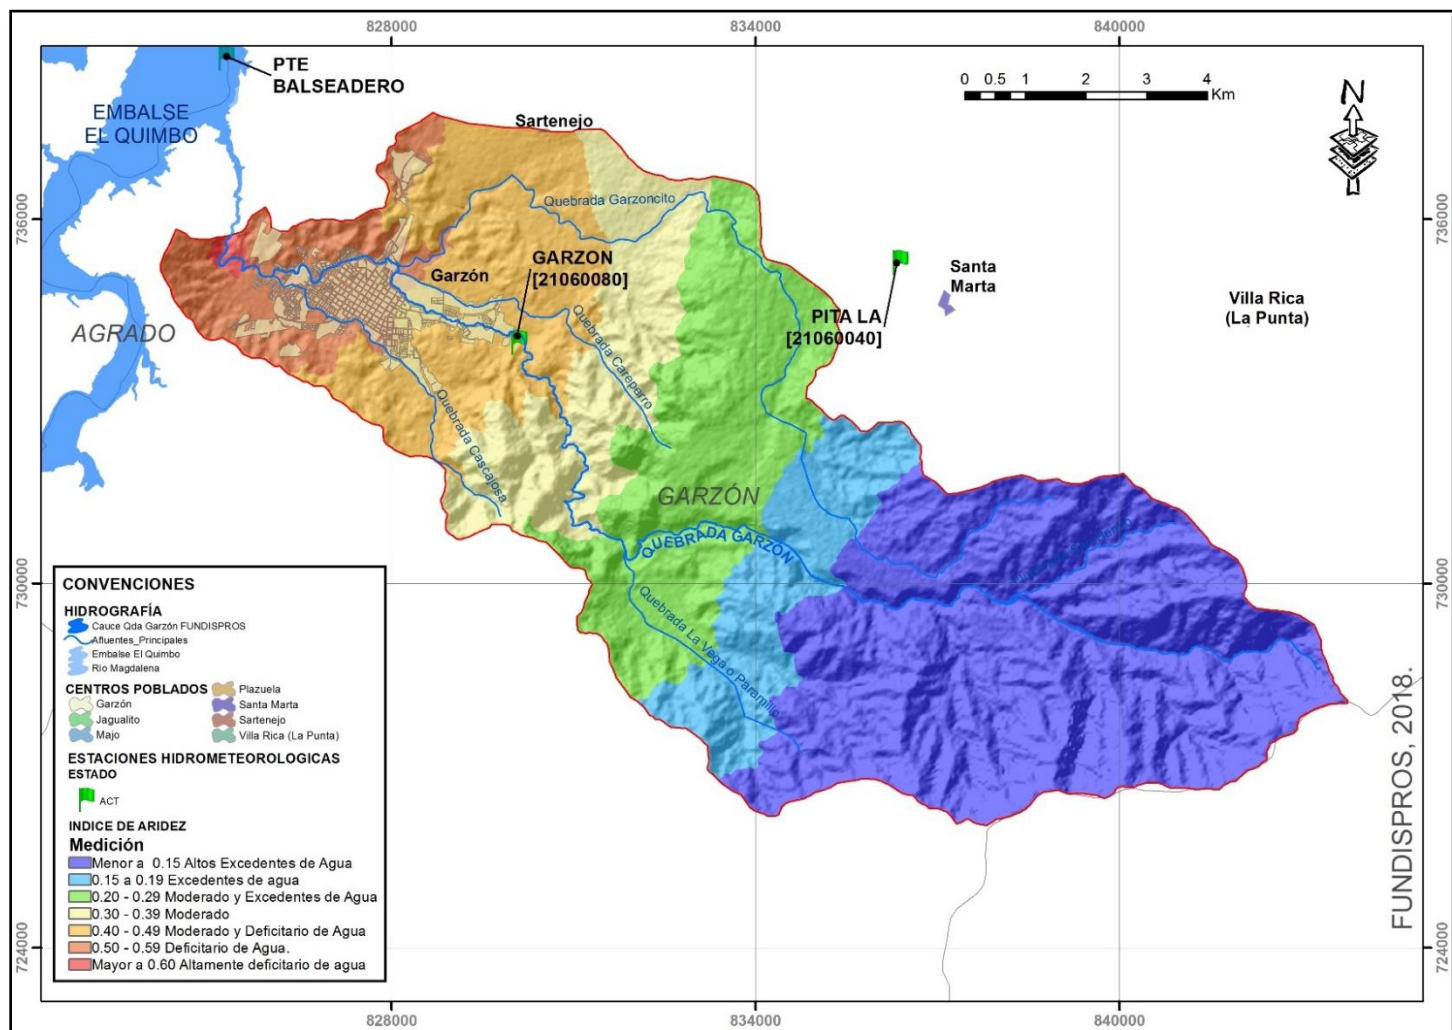 828000
834000
840000
PTE
BALSEADERO
EMBALSE
EL QUIMBO
Sartenejo
0 0.5 1 2 3 4
Km
N
736000
736000
Quebrada Garzoncito
GARZON
[21060080]
Garzón
Santa
Marta
PITA LA
[21060040]
Villa Rica
(La Punta)
AGRADO
Quebrada Careperro
Quebrada Cascajosa
GARZÓN
QUEBRADA GARZÓN
730000
730000
Quebrada La Vega o Paramillo
CONVENCIONES
HIDROGRAFÍA
Cauce Qda Garzón FUNDISPROS
Afluentes_Principales
Embalse El Quimbo
Rio Magdalena
CENTROS POBLADOS
Garzón
Jagualito
Majo
Plazuela
Santa Marta
Sartenejo
Villa Rica (La Punta)
ESTACIONES HIDROMETEOROLOGICAS
ESTADO
ACT
INDICE DE ARIDEZ
Medición
Menor a 0.15 Altos Excedentes de Agua
0.15 a 0.19 Excedentes de agua
0.20 - 0.29 Moderado y Excedentes de Agua
0.30 - 0.39 Moderado
0.40 - 0.49 Moderado y Deficitario de Agua
0.50 - 0.59 Deficitario de Agua.
Mayor a 0.60 Altamente deficitario de agua
FUNDISPROS, 2018.
724000
724000
828000
834000
840000